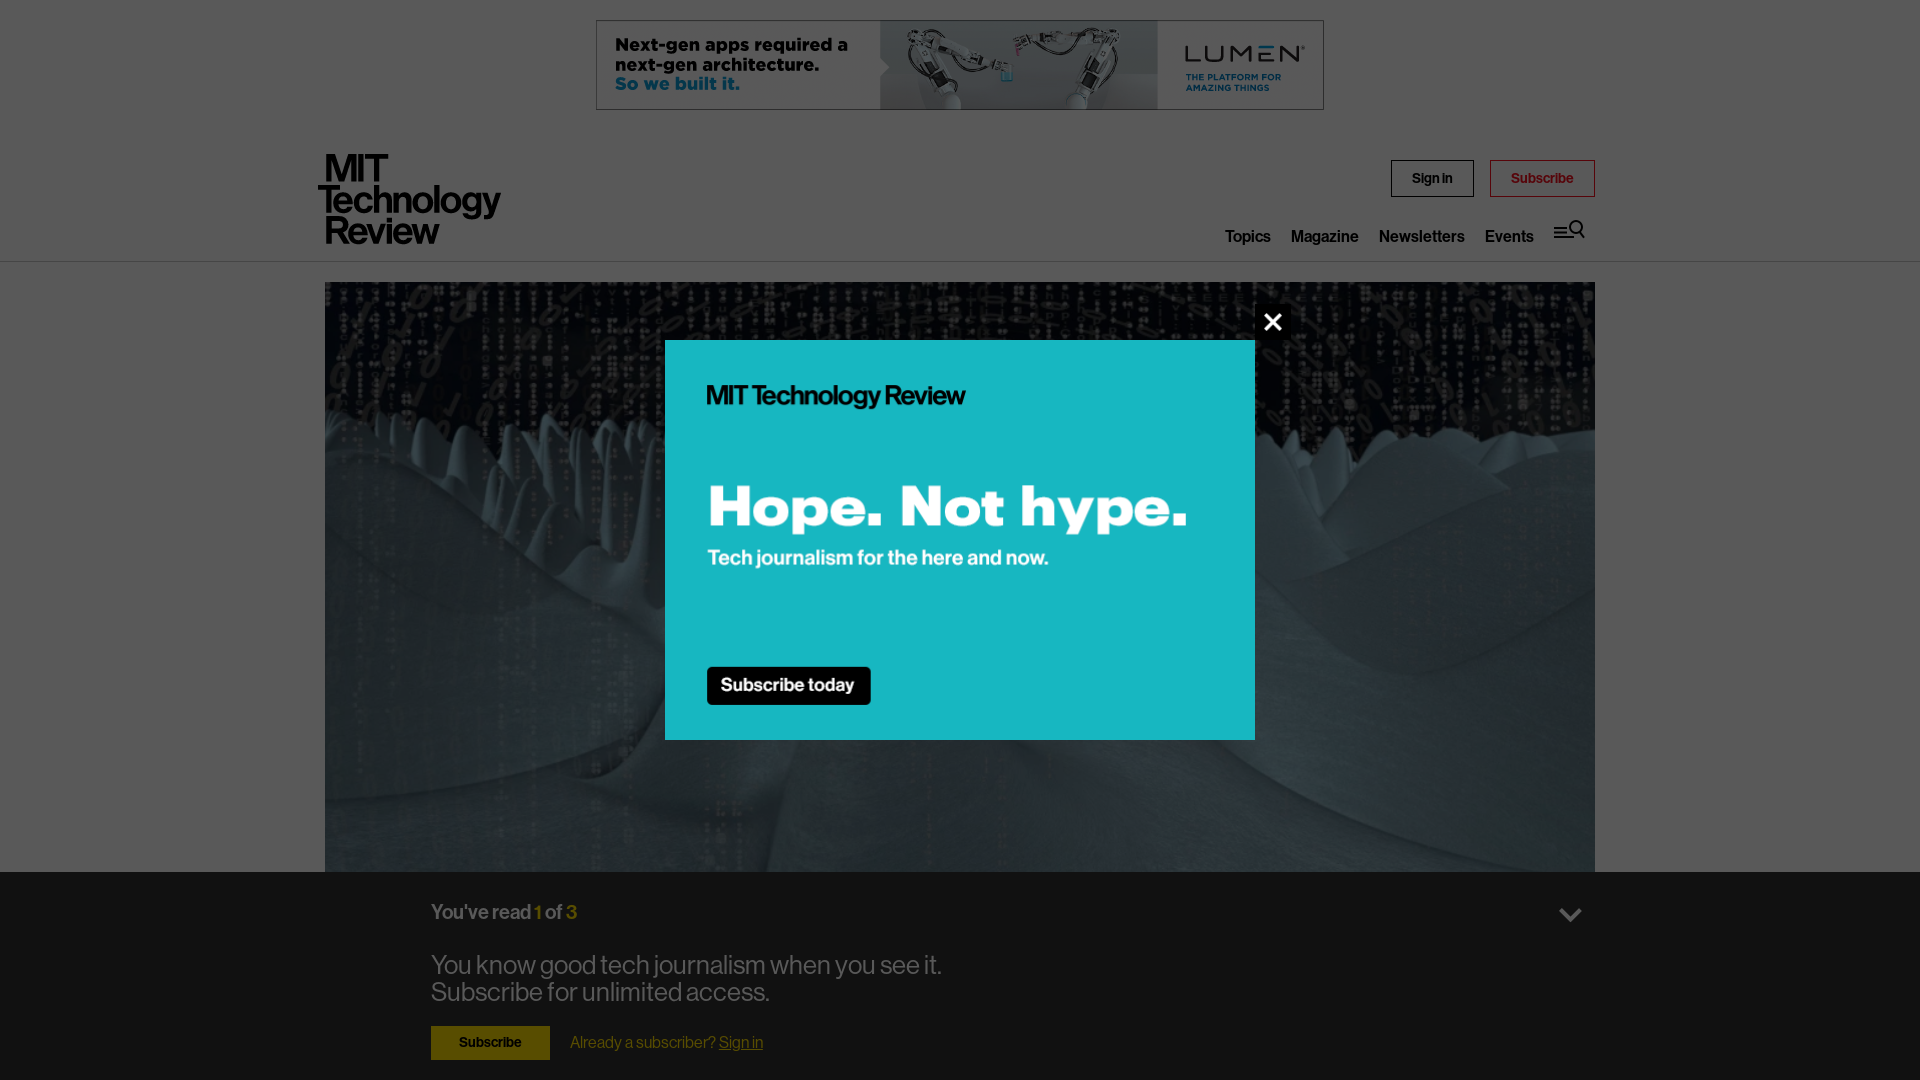 Next-gen apps required a
next-gen architecture.
So we built it.
LUMEN®
THE PLATFORM FOR
AMAZING THINGS
MIT
Technology
Review
Sign in
Subscribe
Topics
Magazine
Newsletters
Events
MIT Technology Review
Hope. Not hype.
Tech journalism for the here and now.
Subscribe today
You've read 1 of 3
You know good tech journalism when you see it.
Subscribe for unlimited access.
Subscribe
Already a subscriber? Sign in